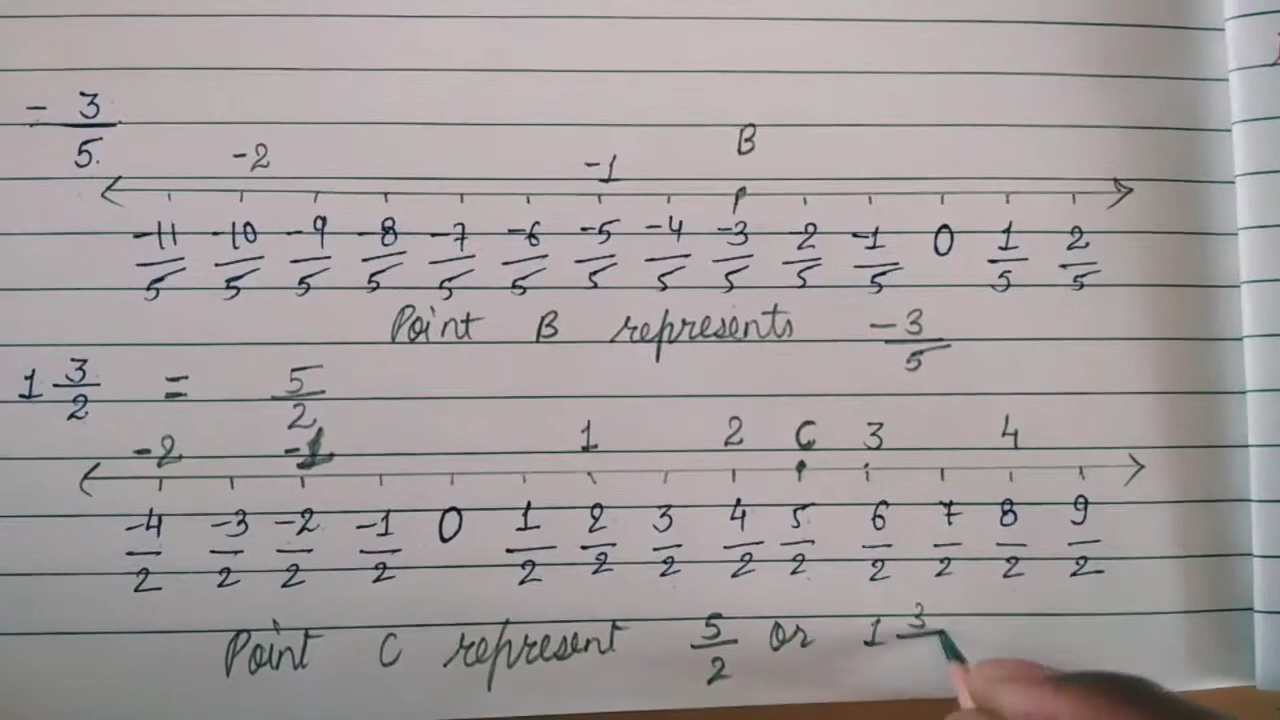 -3/5
-2 -1 B
-11/5 -10/5 -9/5 -8/5 -7/5 -6/5 -5/5 -4/5 -3/5 -2/5 -1/5 0 1/5 2/5
Point B represents -3/5
1 3/2 = 5/2
-2 -1 1 2 C 3 4
-4/2 -3/2 -2/2 -1/2 0 1/2 2/2 3/2 4/2 5/2 6/2 7/2 8/2 9/2
Point C represent 5/2 or 1 3